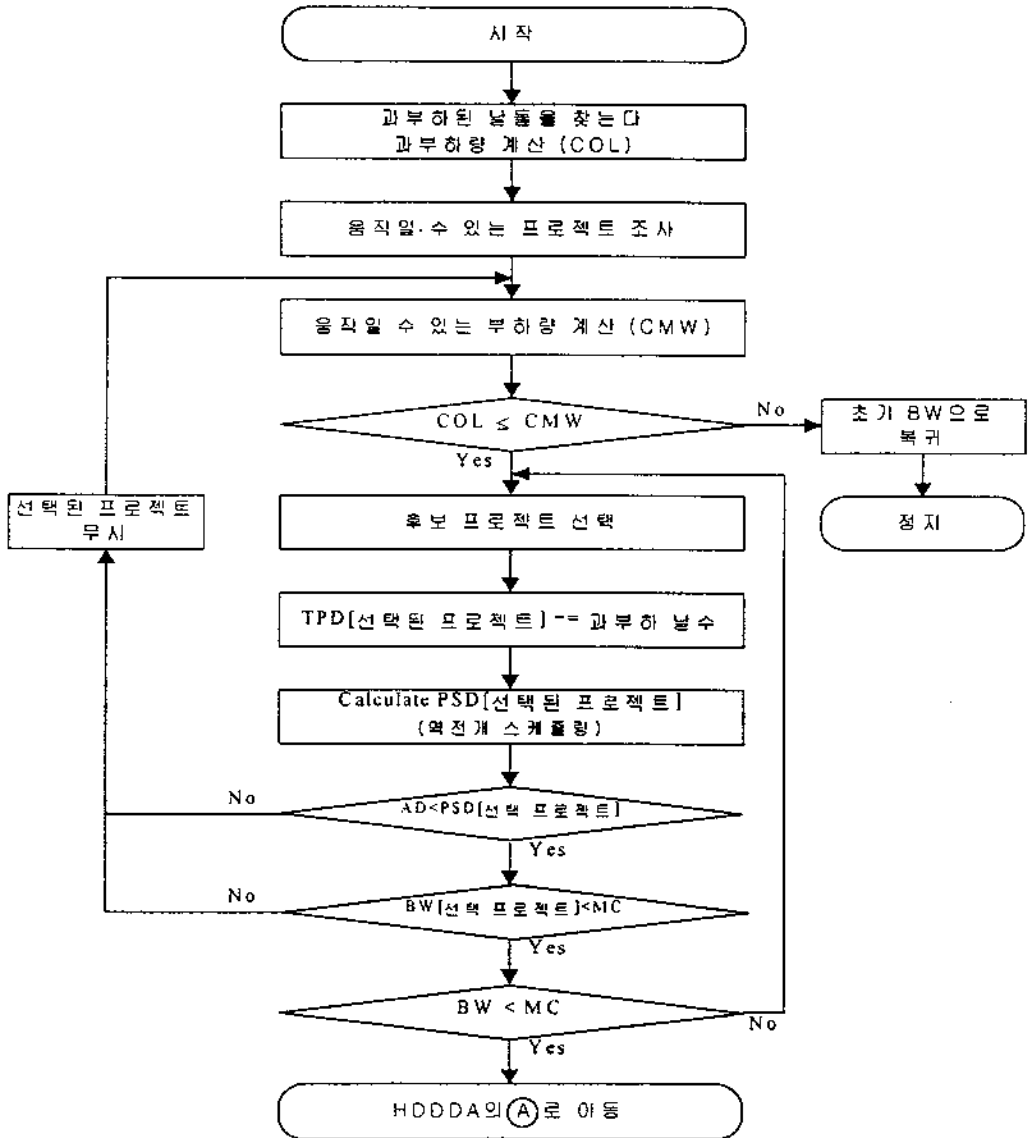 시작
과부하된 날들을 찾는다
과부하량 계산 (COL)
움직일 수 있는 프로젝트 조사
움직일 수 있는 부하량 계산 (CMW)
COL ≤ CMW
No
초기 BW으로
복귀
Yes
선택된 프로젝트
무시
후보 프로젝트 선택
정지
TPD[선택된 프로젝트] -= 과부하 날수
Calculate PSD[선택된 프로젝트]
(역전개 스케쥴링)
No
AD<PSD[선택 프로젝트]
Yes
No
BW[선택 프로젝트]<MC
Yes
BW < MC
No
Yes
HDDDA의 A로 이동